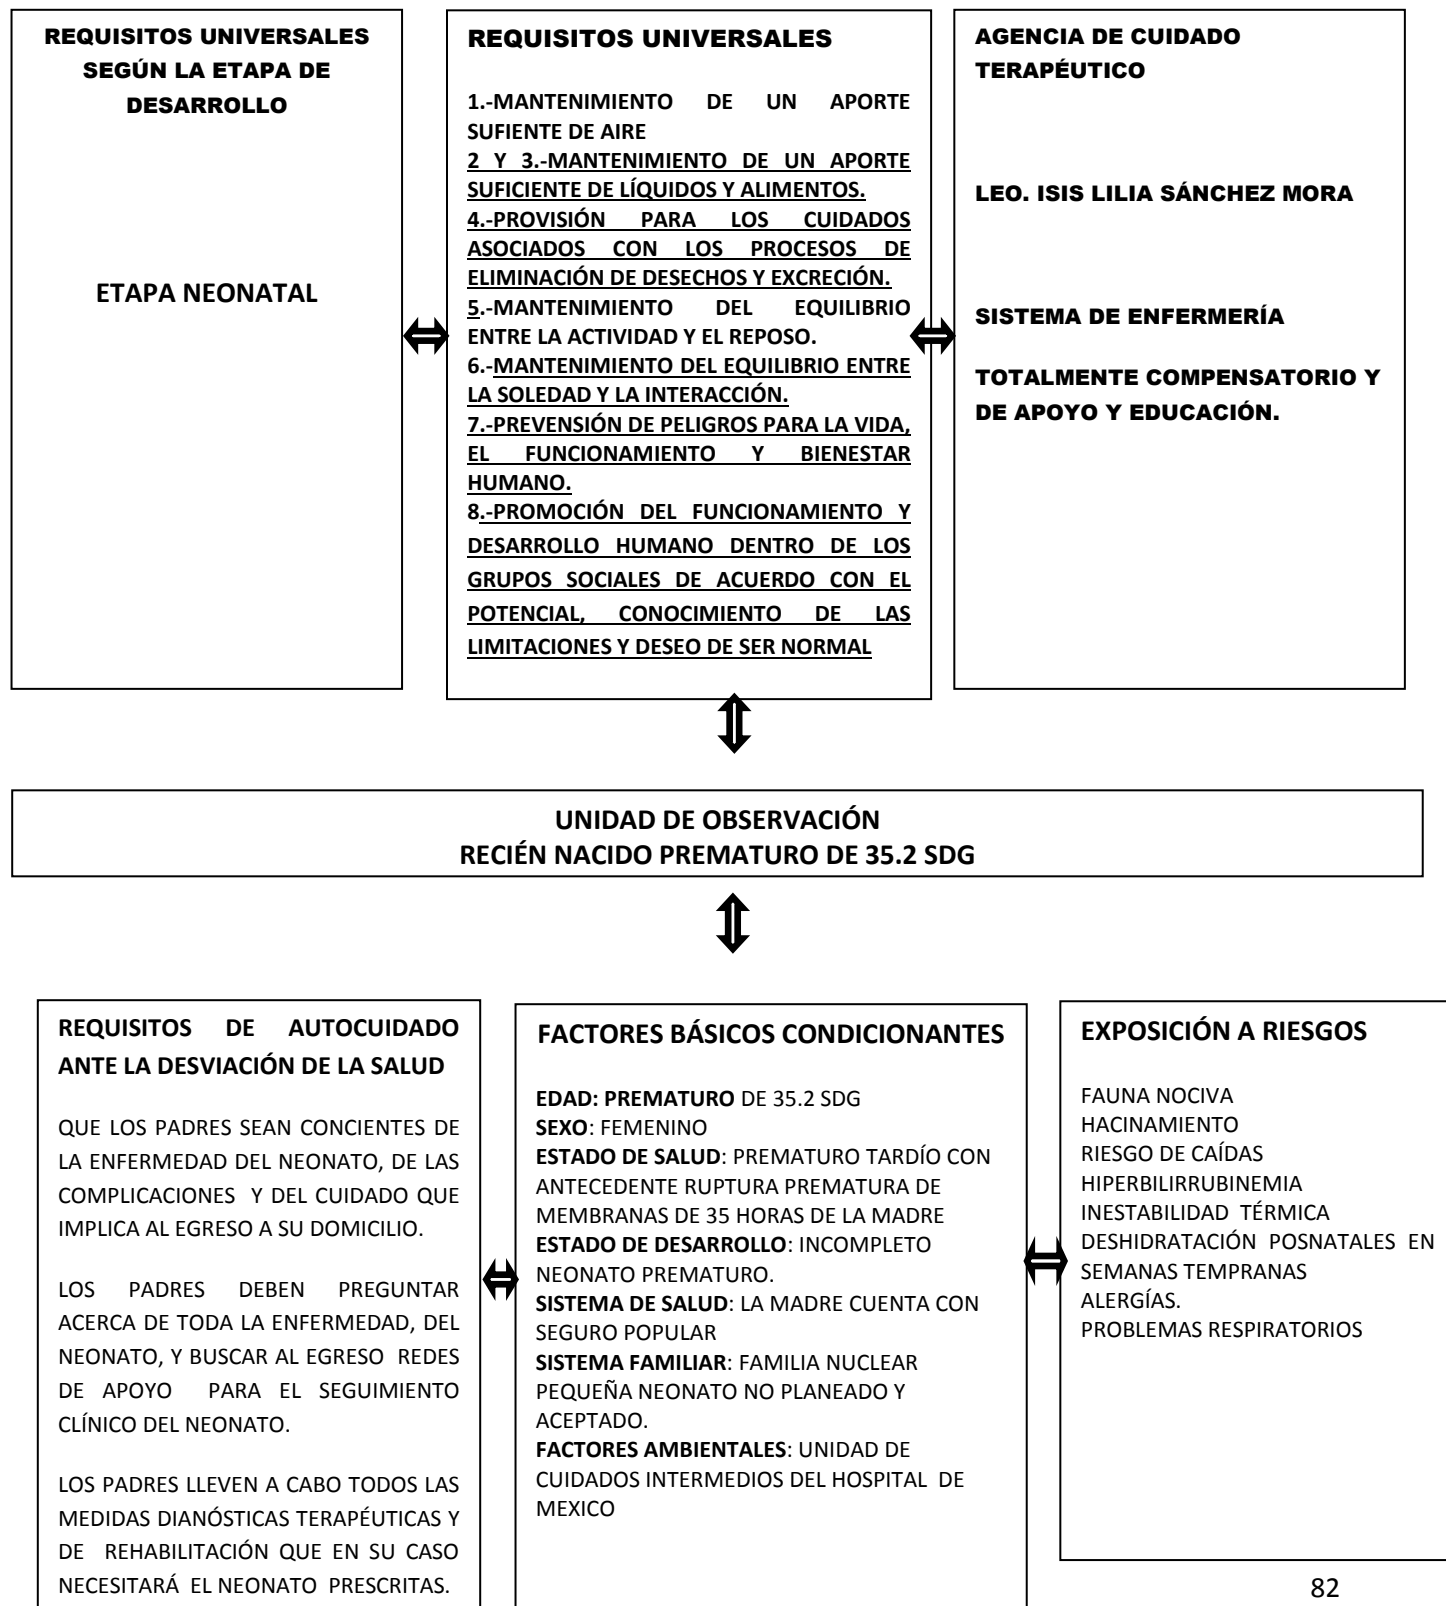 REQUISITOS UNIVERSALES
SEGÚN LA ETAPA DE
DESARROLLO
ETAPA NEONATAL
REQUISITOS UNIVERSALES
1.-MANTENIMIENTO DE UN APORTE
SUFIENTE DE AIRE
2 Y 3.-MANTENIMIENTO DE UN APORTE
SUFICIENTE DE LÍQUIDOS Y ALIMENTOS.
4.-PROVISIÓN PARA LOS CUIDADOS
ASOCIADOS CON LOS PROCESOS DE
ELIMINACIÓN DE DESECHOS Y EXCRECIÓN.
5.-MANTENIMIENTO DEL EQUILIBRIO
ENTRE LA ACTIVIDAD Y EL REPOSO.
6.-MANTENIMIENTO DEL EQUILIBRIO ENTRE
LA SOLEDAD Y LA INTERACCIÓN.
7.-PREVENSIÓN DE PELIGROS PARA LA VIDA,
EL FUNCIONAMIENTO Y BIENESTAR
HUMANO.
8.-PROMOCIÓN DEL FUNCIONAMIENTO Y
DESARROLLO HUMANO DENTRO DE LOS
GRUPOS SOCIALES DE ACUERDO CON EL
POTENCIAL, CONOCIMIENTO DE LAS
LIMITACIONES Y DESEO DE SER NORMAL
AGENCIA DE CUIDADO
TERAPÉUTICO
LEO. ISIS LILIA SÁNCHEZ MORA
SISTEMA DE ENFERMERÍA
TOTALMENTE COMPENSATORIO Y
DE APOYO Y EDUCACIÓN.
UNIDAD DE OBSERVACIÓN
RECIÉN NACIDO PREMATURO DE 35.2 SDG
REQUISITOS DE AUTOCUIDADO
ANTE LA DESVIACIÓN DE LA SALUD
QUE LOS PADRES SEAN CONCIENTES DE
LA ENFERMEDAD DEL NEONATO, DE LAS
COMPLICACIONES Y DEL CUIDADO QUE
IMPLICA AL EGRESO A SU DOMICILIO.
LOS PADRES DEBEN PREGUNTAR
ACERCA DE TODA LA ENFERMEDAD, DEL
NEONATO, Y BUSCAR AL EGRESO REDES
DE APOYO PARA EL SEGUIMIENTO
CLÍNICO DEL NEONATO.
LOS PADRES LLEVEN A CABO TODOS LAS
MEDIDAS DIANÓSTICAS TERAPÉUTICAS Y
DE REHABILITACIÓN QUE EN SU CASO
NECESITARÁ EL NEONATO PRESCRITAS.
FACTORES BÁSICOS CONDICIONANTES
EDAD: PREMATURO DE 35.2 SDG
SEXO: FEMENINO
ESTADO DE SALUD: PREMATURO TARDÍO CON
ANTECEDENTE RUPTURA PREMATURA DE
MEMBRANAS DE 35 HORAS DE LA MADRE
ESTADO DE DESARROLLO: INCOMPLETO
NEONATO PREMATURO.
SISTEMA DE SALUD: LA MADRE CUENTA CON
SEGURO POPULAR
SISTEMA FAMILIAR: FAMILIA NUCLEAR
PEQUEÑA NEONATO NO PLANEADO Y
ACEPTADO.
FACTORES AMBIENTALES: UNIDAD DE
CUIDADOS INTERMEDIOS DEL HOSPITAL DE
MEXICO
EXPOSICIÓN A RIESGOS
FAUNA NOCIVA
HACINAMIENTO
RIESGO DE CAÍDAS
HIPERBILIRRUBINEMIA
INESTABILIDAD TÉRMICA
DESHIDRATACIÓN POSNATALES EN
SEMANAS TEMPRANAS
ALERGÍAS.
PROBLEMAS RESPIRATORIOS
82